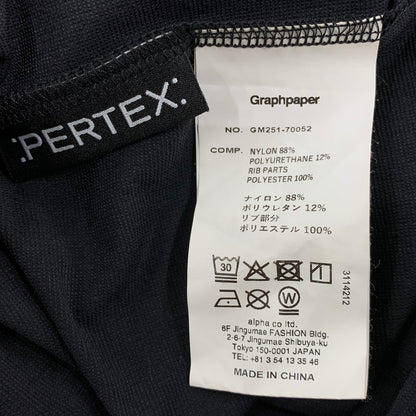 :PERTEX:
Graphpaper
NO. GM251-70052
COMP. NYLON 88%
POLYURETHANE 12%
RIB PARTS
POLYESTER 100%
ナイロン 88%
ポリウレタン 12%
リブ部分
ポリエステル 100%
30
W
alpha co ltd.
6F Jingumae FASHION Bldg.
2-6-7 Jingumae Shibuya-ku
Tokyo 150-0001 JAPAN
TEL: +81 3 54 13 35 46
MADE IN CHINA
3114212